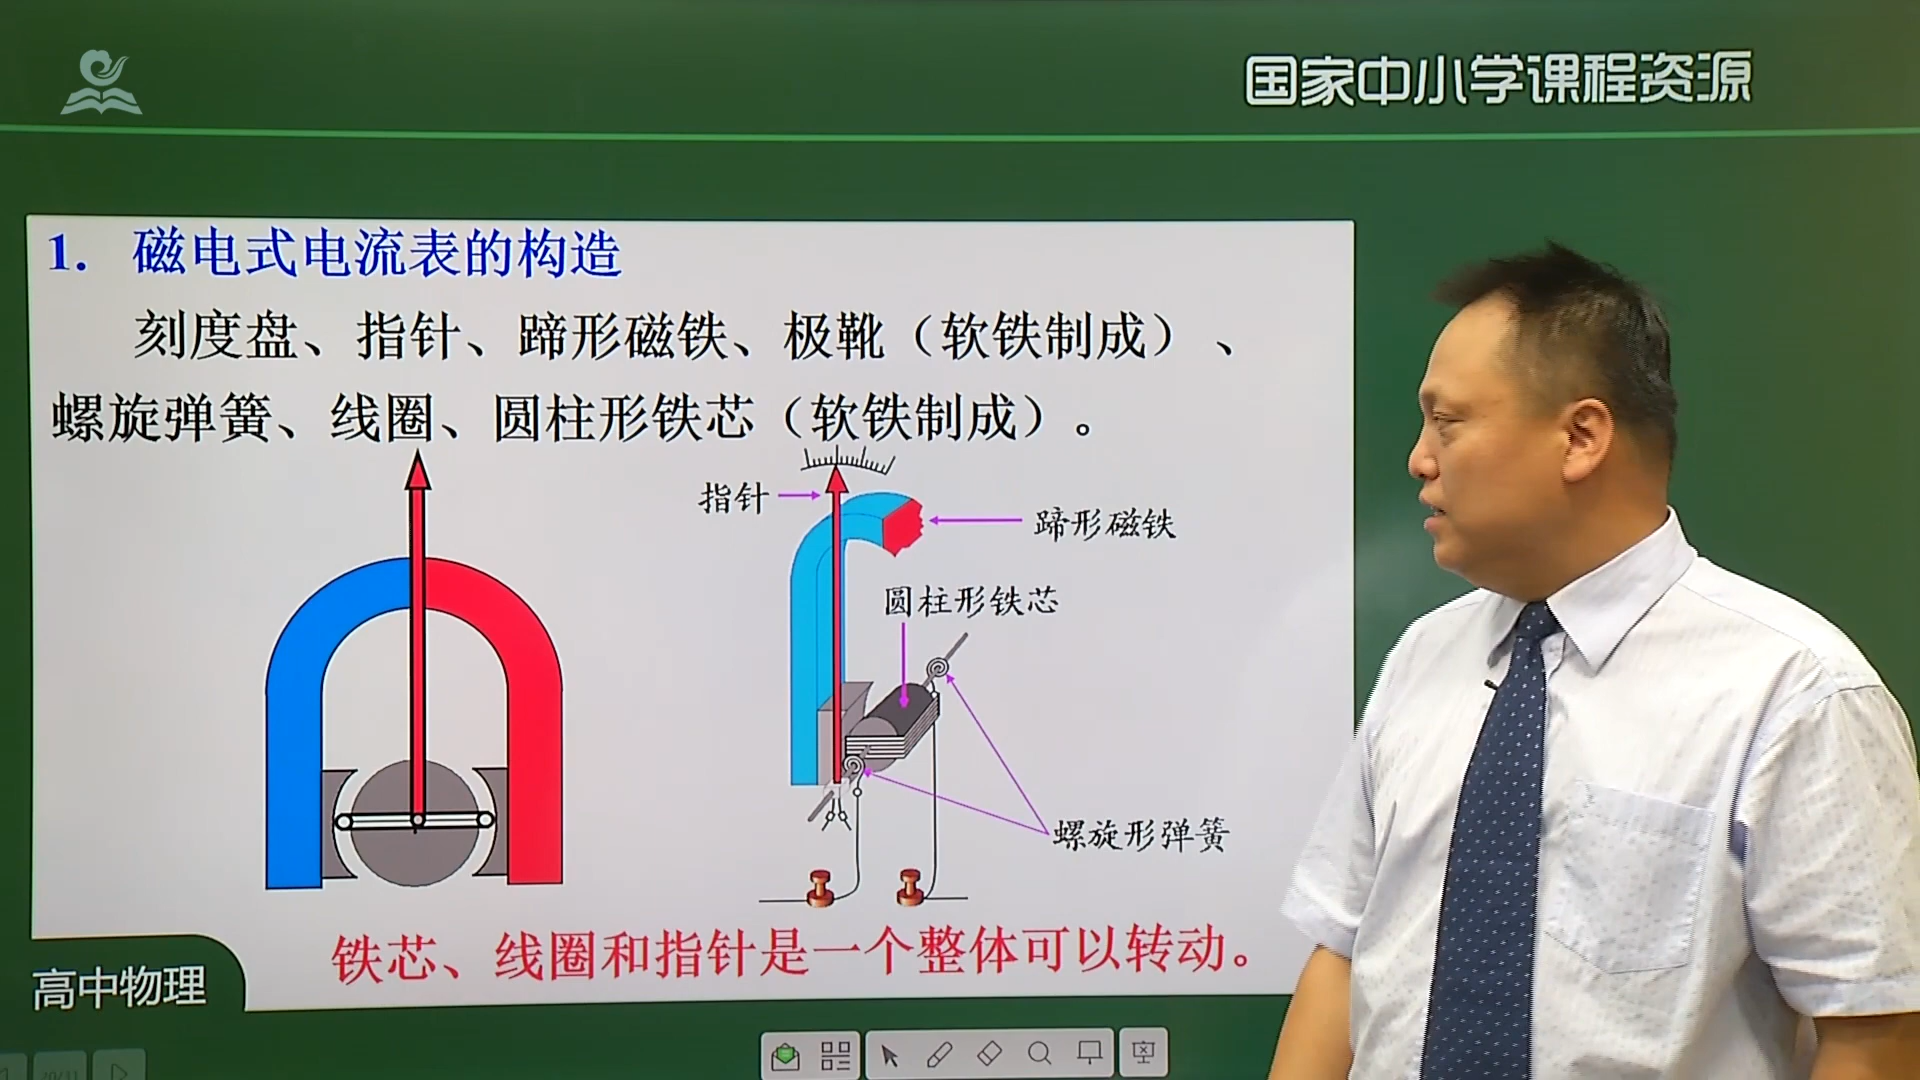 国家中小学课程资源
1. 磁电式电流表的构造
刻度盘、指针、蹄形磁铁、极靴（软铁制成）、
螺旋弹簧、线圈、圆柱形铁芯（软铁制成）。
指针
蹄形磁铁
圆柱形铁芯
螺旋形弹簧
铁芯、线圈和指针是一个整体可以转动。
高中物理